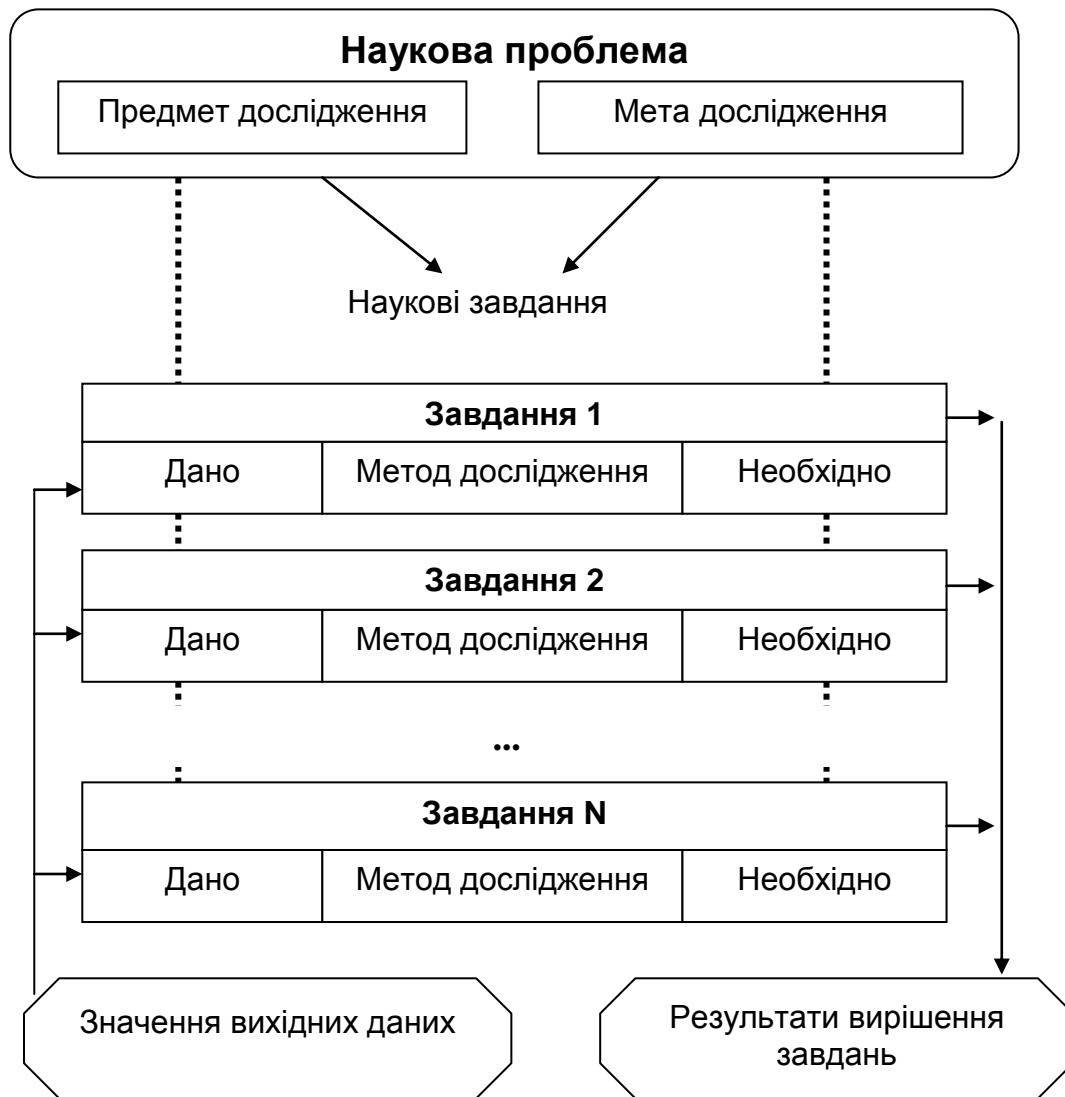 Наукова проблема
Предмет дослідження
Мета дослідження
Наукові завдання
Завдання 1
Дано
Метод дослідження
Необхідно
Завдання 2
Дано
Метод дослідження
Необхідно
...
Завдання N
Дано
Метод дослідження
Необхідно
Значення вихідних даних
Результати вирішення
завдань